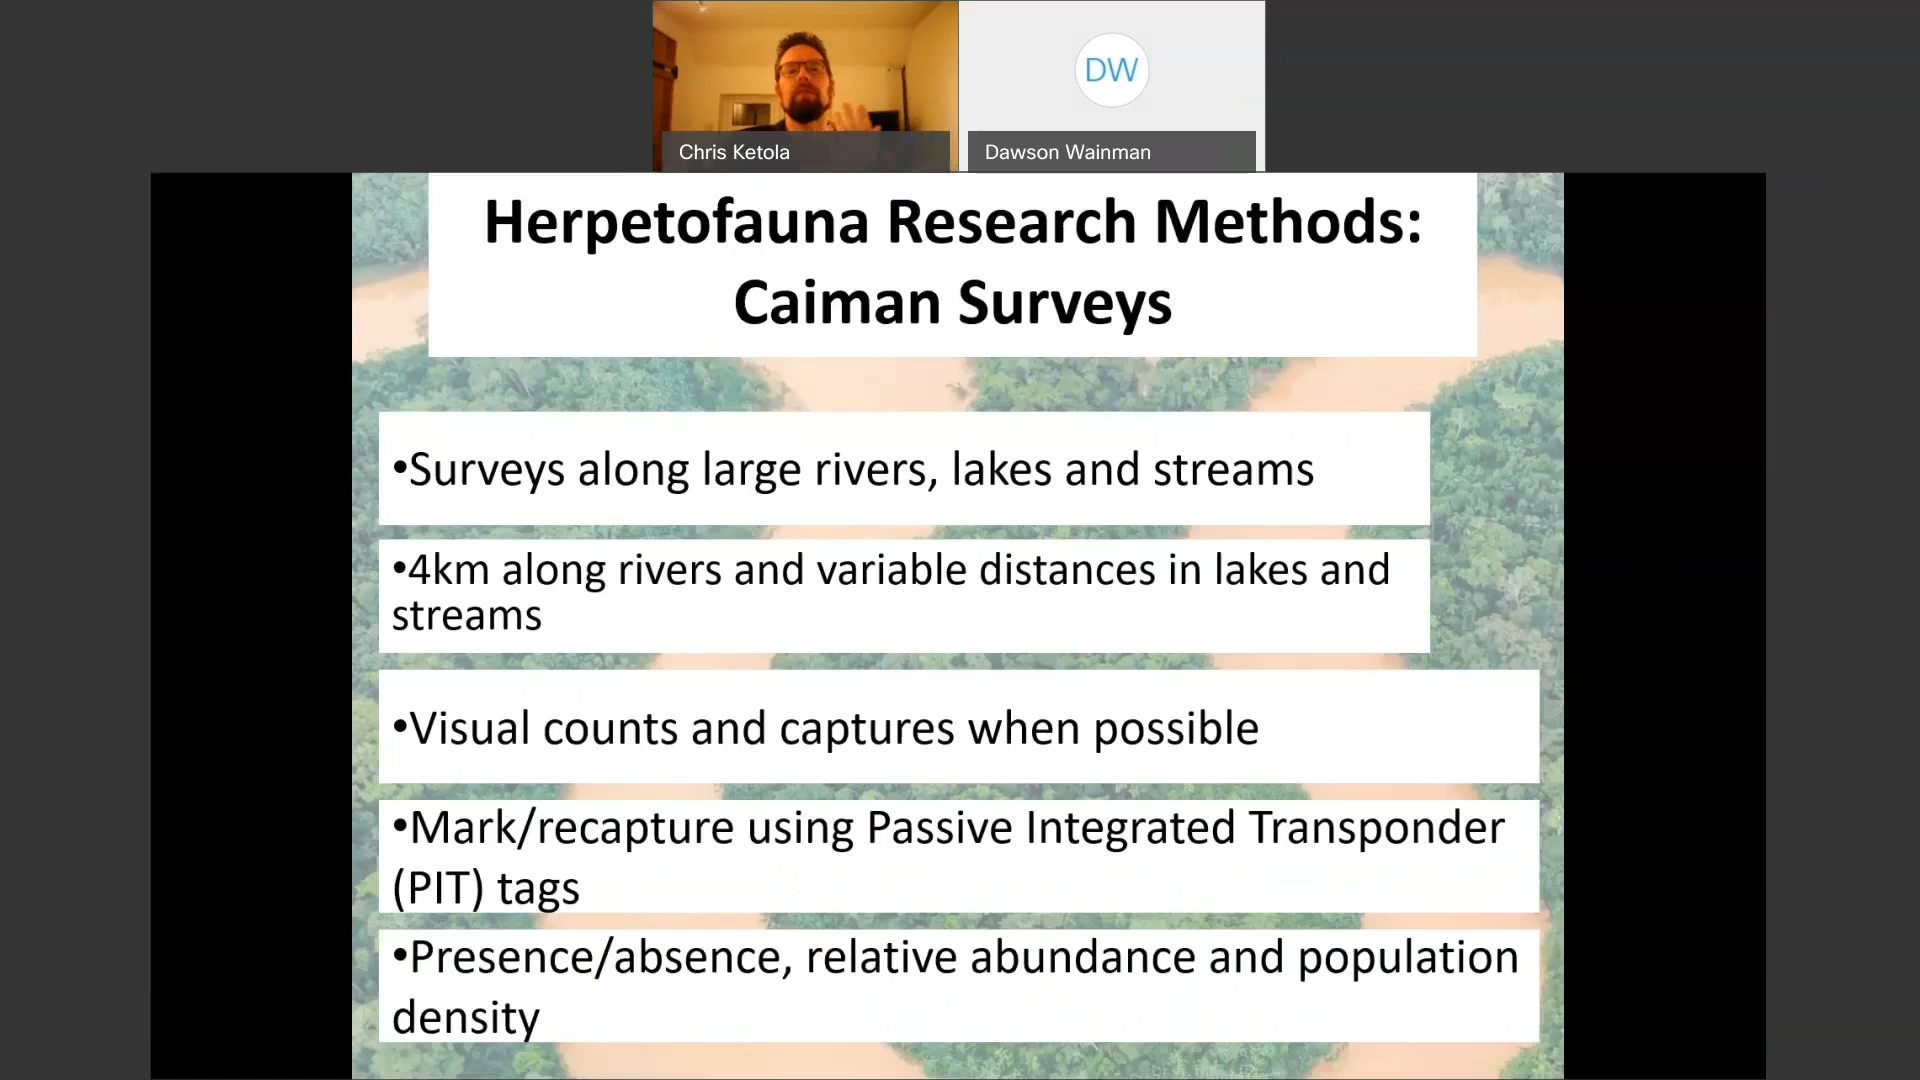 DW
Chris Ketola
Dawson Wainman
Herpetofauna Research Methods:
Caiman Surveys
•Surveys along large rivers, lakes and streams
•4km along rivers and variable distances in lakes and
streams
•Visual counts and captures when possible
•Mark/recapture using Passive Integrated Transponder
(PIT) tags
•Presence/absence, relative abundance and population
density